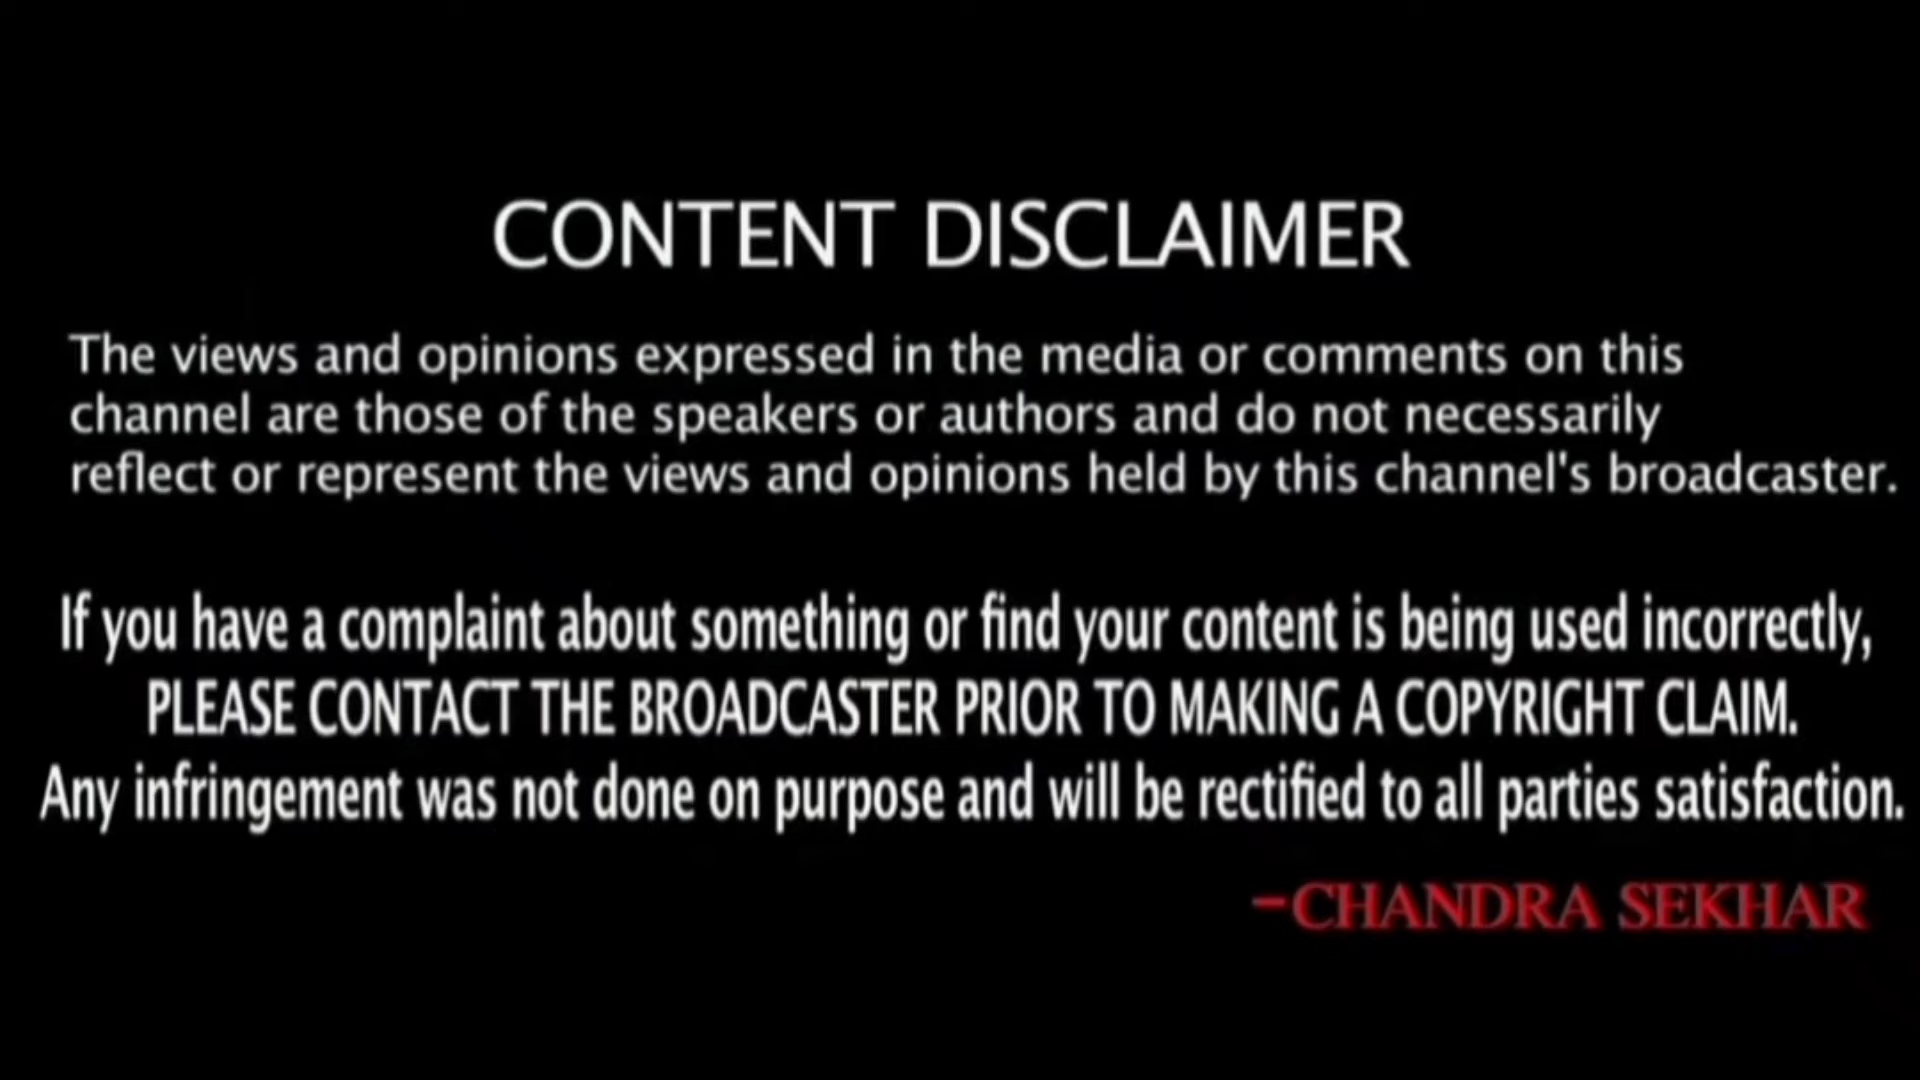 CONTENT DISCLAIMER
The views and opinions expressed in the media or comments on this
channel are those of the speakers or authors and do not necessarily
reflect or represent the views and opinions held by this channel's broadcaster.
If you have a complaint about something or find your content is being used incorrectly,
PLEASE CONTACT THE BROADCASTER PRIOR TO MAKING A COPYRIGHT CLAIM.
Any infringement was not done on purpose and will be rectified to all parties satisfaction.
-CHANDRA SEKHAR